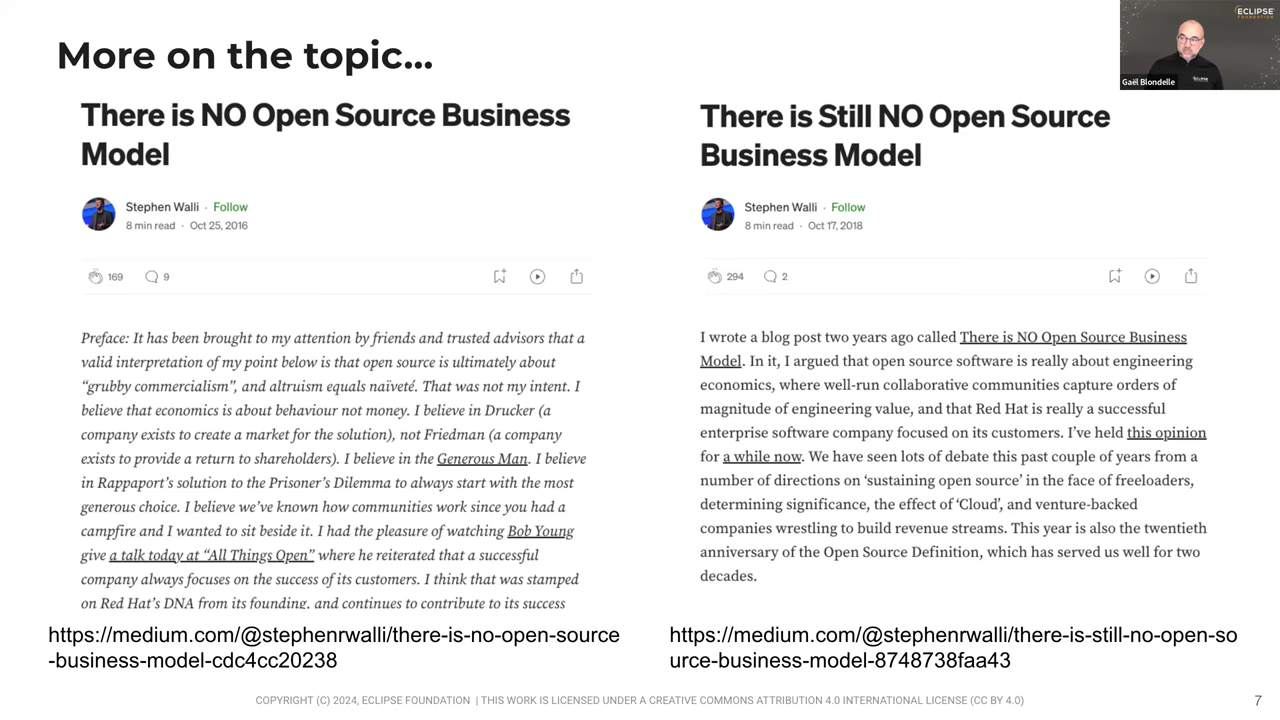 More on the topic...
ECLIPSE
FOUNDATION
Gaël Blondelle
There is NO Open Source Business
Model
Stephen Walli · Follow
8 min read · Oct 25, 2016
169 9
Preface: It has been brought to my attention by friends and trusted advisors that a
valid interpretation of my point below is that open source is ultimately about
“grubby commercialism”, and altruism equals naïveté. That was not my intent. I
believe that economics is about behaviour not money. I believe in Drucker (a
company exists to create a market for the solution), not Friedman (a company
exists to provide a return to shareholders). I believe in the Generous Man. I believe
in Rappaport’s solution to the Prisoner’s Dilemma to always start with the most
generous choice. I believe we’ve known how communities work since you had a
campfire and I wanted to sit beside it. I had the pleasure of watching Bob Young
give a talk today at “All Things Open” where he reiterated that a successful
company always focuses on the success of its customers. I think that was stamped
on Red Hat’s DNA from its founding, and continues to contribute to its success
https://medium.com/@stephenrwalli/there-is-no-open-source
-business-model-cdc4cc20238
There is Still NO Open Source
Business Model
Stephen Walli · Follow
8 min read · Oct 17, 2018
294 2
I wrote a blog post two years ago called There is NO Open Source Business
Model. In it, I argued that open source software is really about engineering
economics, where well-run collaborative communities capture orders of
magnitude of engineering value, and that Red Hat is really a successful
enterprise software company focused on its customers. I’ve held this opinion
for a while now. We have seen lots of debate this past couple of years from a
number of directions on ‘sustaining open source’ in the face of freeloaders,
determining significance, the effect of ‘Cloud’, and venture-backed
companies wrestling to build revenue streams. This year is also the twentieth
anniversary of the Open Source Definition, which has served us well for two
decades.
https://medium.com/@stephenrwalli/there-is-still-no-open-so
urce-business-model-8748738faa43
COPYRIGHT (C) 2024, ECLIPSE FOUNDATION | THIS WORK IS LICENSED UNDER A CREATIVE COMMONS ATTRIBUTION 4.0 INTERNATIONAL LICENSE (CC BY 4.0)
7